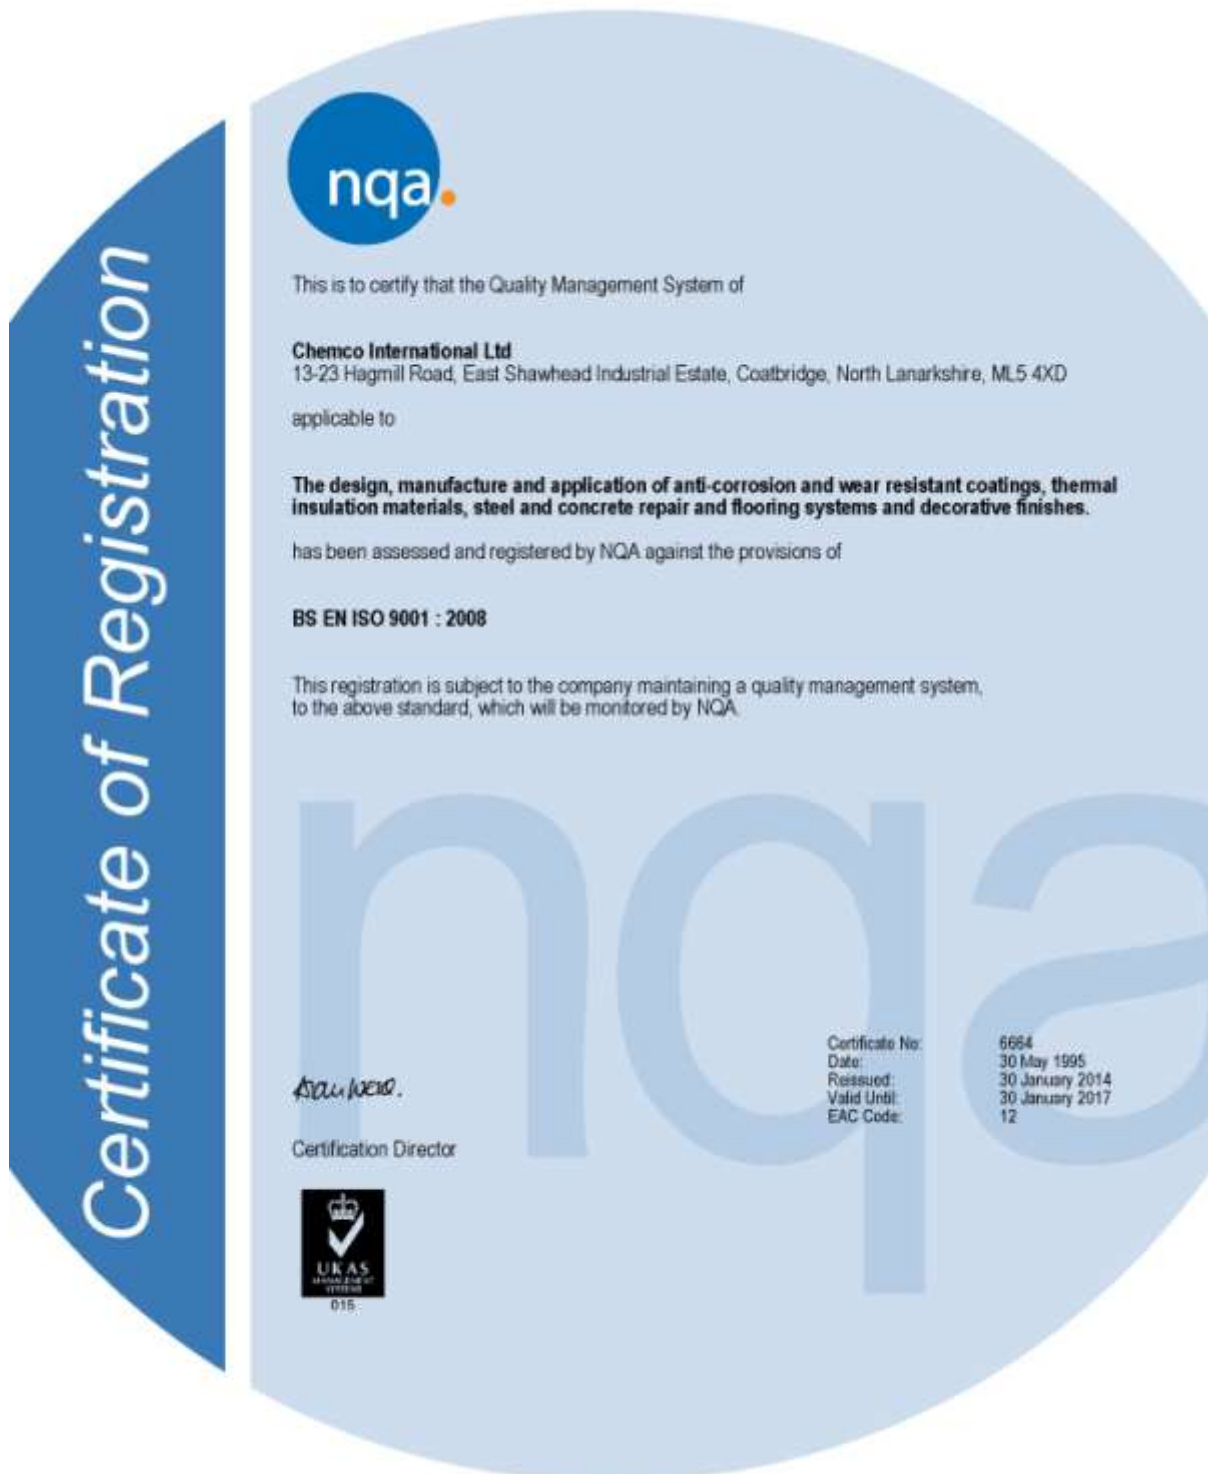 Certificate of Registration
nqa.
This is to certify that the Quality Management System of
Chemco International Ltd
13-23 Hagmill Road, East Shawhead Industrial Estate, Coatbridge, North Lanarkshire, ML5 4XD
applicable to
The design, manufacture and application of anti-corrosion and wear resistant coatings, thermal
insulation materials, steel and concrete repair and flooring systems and decorative finishes.
has been assessed and registered by NQA against the provisions of
BS EN ISO 9001 : 2008
This registration is subject to the company maintaining a quality management system,
to the above standard, which will be monitored by NQA.
nqa
Certificate No: 6664
Date: 30 May 1995
Reissued: 30 January 2014
Valid Until: 30 January 2017
EAC Code: 12
Certification Director
UKAS
MANAGEMENT
SYSTEMS
015